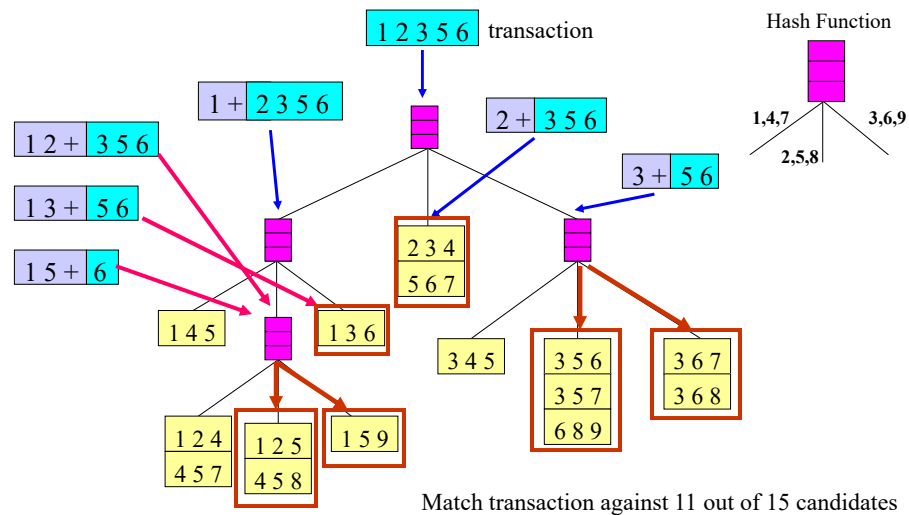 1 2 3 5 6 transaction
Hash Function
1 + 2 3 5 6
2 + 3 5 6
1,4,7
3,6,9
2,5,8
1 2 + 3 5 6
3 + 5 6
1 3 + 5 6
2 3 4
5 6 7
1 5 + 6
1 4 5
1 3 6
3 4 5
3 5 6
3 5 7
6 8 9
3 6 7
3 6 8
1 2 4
4 5 7
1 2 5
4 5 8
1 5 9
Match transaction against 11 out of 15 candidates